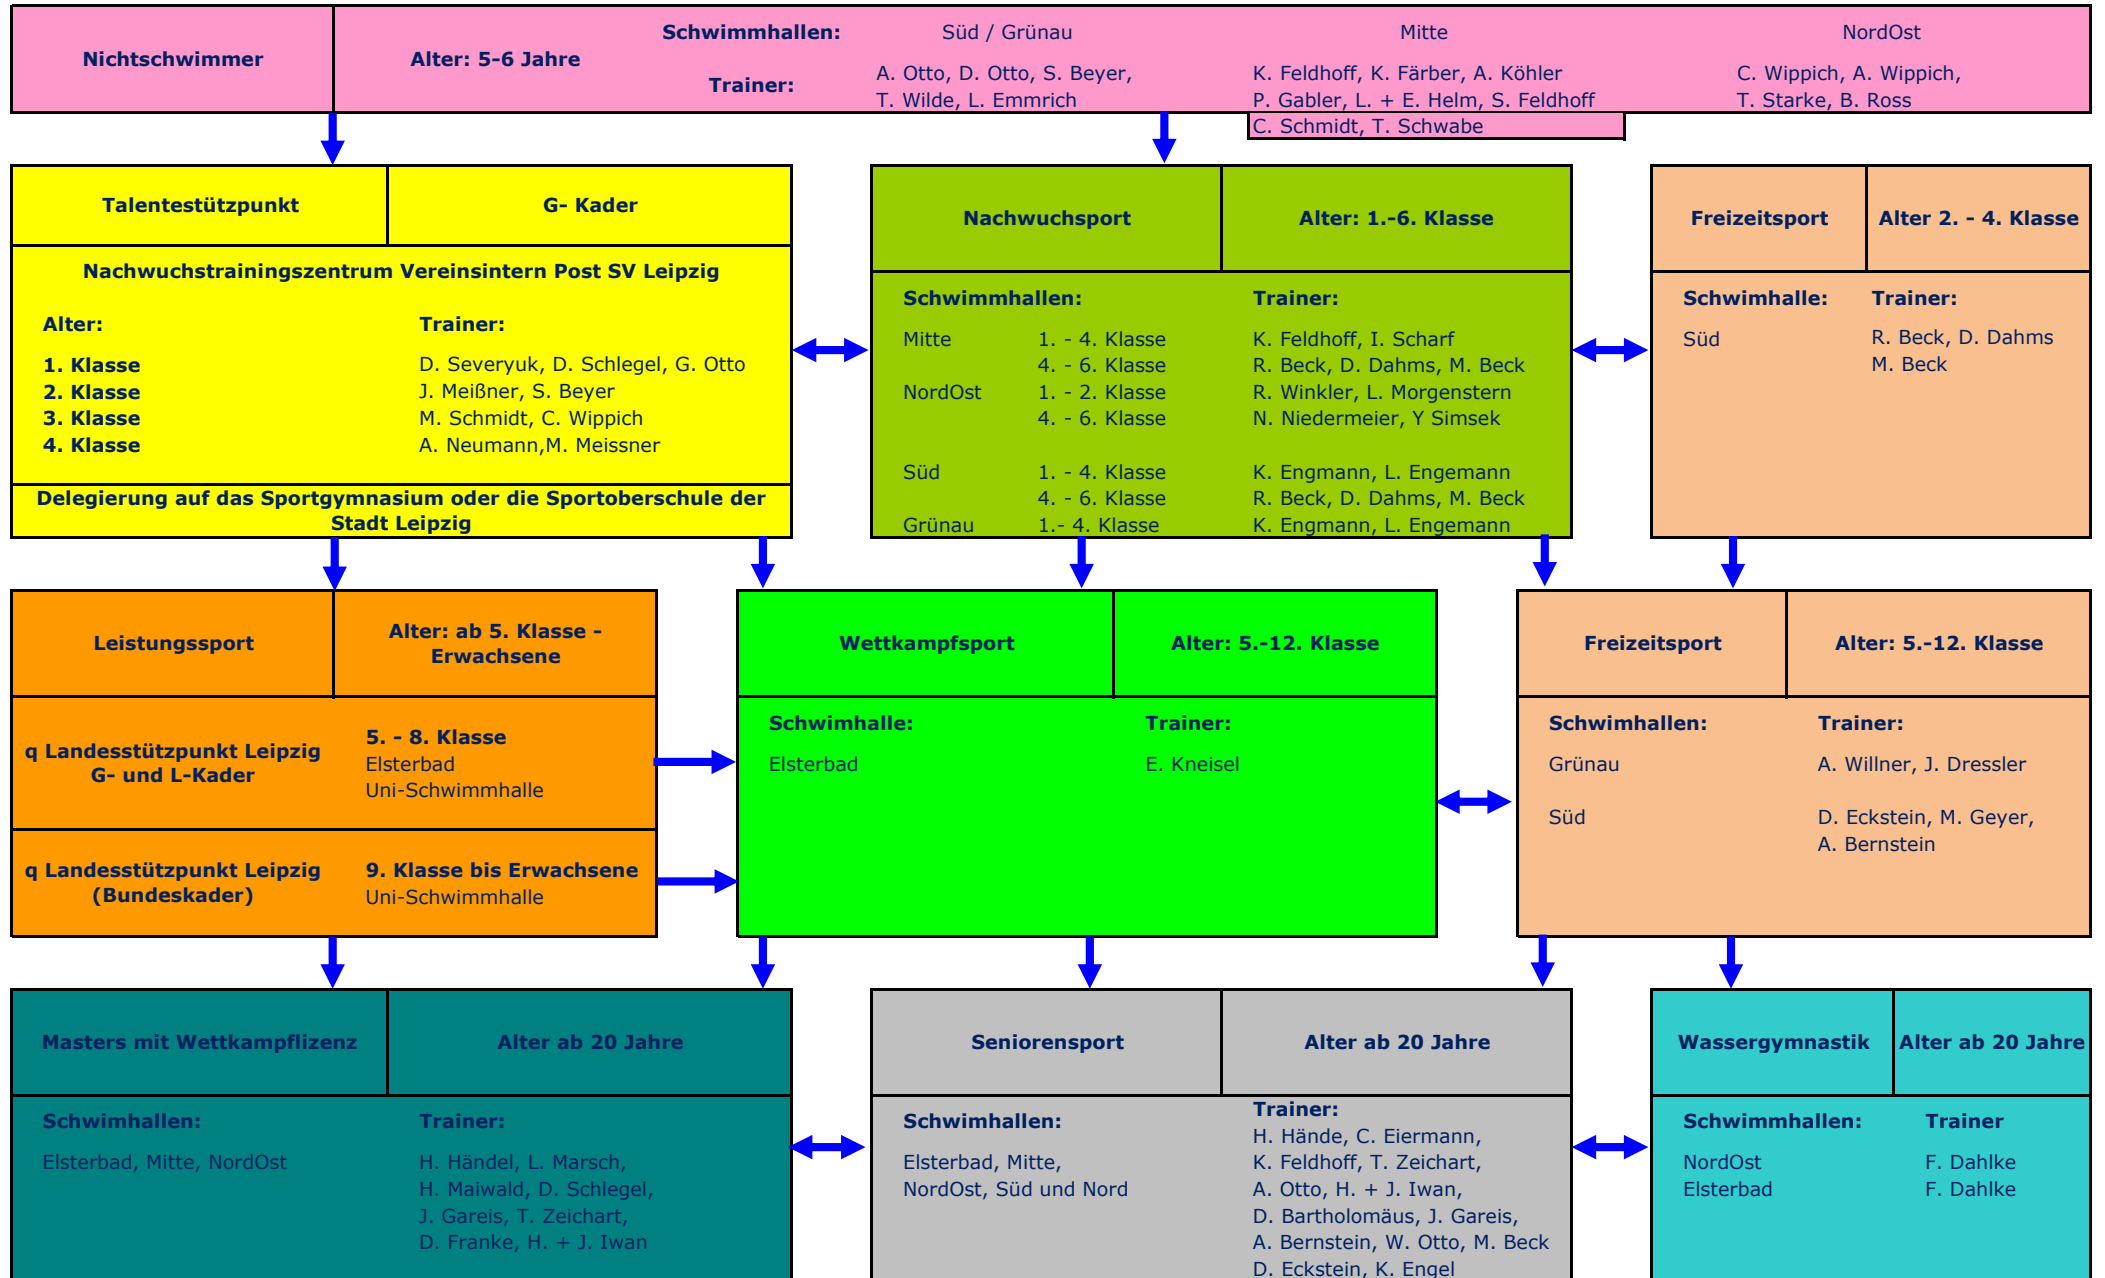 Nichtschwimmer
Alter: 5-6 Jahre
Schwimmhallen: Süd / Grünau Mitte NordOst
Trainer:
A. Otto, D. Otto, S. Beyer,
T. Wilde, L. Emmrich
K. Feldhoff, K. Färber, A. Köhler
P. Gabler, L. + E. Helm, S. Feldhoff
C. Schmidt, T. Schwabe
C. Wippich, A. Wippich,
T. Starke, B. Ross
Talentestützpunkt G- Kader
Nachwuchstrainingszentrum Vereinsintern Post SV Leipzig
Alter: Trainer:
1. Klasse D. Severyuk, D. Schlegel, G. Otto
2. Klasse J. Meißner, S. Beyer
3. Klasse M. Schmidt, C. Wippich
4. Klasse A. Neumann,M. Meissner
Delegierung auf das Sportgymnasium oder die Sportoberschule der
Stadt Leipzig
Nachwuchsport Alter: 1.-6. Klasse
Schwimmhallen: Trainer:
Mitte 1. - 4. Klasse K. Feldhoff, I. Scharf
4. - 6. Klasse R. Beck, D. Dahms, M. Beck
NordOst 1. - 2. Klasse R. Winkler, L. Morgenstern
4. - 6. Klasse N. Niedermeier, Y Simsek
Süd 1. - 4. Klasse K. Engmann, L. Engemann
4. - 6. Klasse R. Beck, D. Dahms, M. Beck
Grünau 1.- 4. Klasse K. Engmann, L. Engemann
Freizeitsport Alter 2. - 4. Klasse
Schwimhalle: Trainer:
Süd R. Beck, D. Dahms
M. Beck
Leistungssport
Alter: ab 5. Klasse -
Erwachsene
q Landesstützpunkt Leipzig
G- und L-Kader
5. - 8. Klasse
Elsterbad
Uni-Schwimmhalle
q Landesstützpunkt Leipzig
(Bundeskader)
9. Klasse bis Erwachsene
Uni-Schwimmhalle
Wettkampfsport Alter: 5.-12. Klasse
Schwimhalle: Trainer:
Elsterbad E. Kneisel
Freizeitsport Alter: 5.-12. Klasse
Schwimhallen: Trainer:
Grünau A. Willner, J. Dressler
Süd D. Eckstein, M. Geyer,
A. Bernstein
Masters mit Wettkampflizenz Alter ab 20 Jahre
Schwimhallen: Trainer:
Elsterbad, Mitte, NordOst H. Händel, L. Marsch,
H. Maiwald, D. Schlegel,
J. Gareis, T. Zeichart,
D. Franke, H. + J. Iwan
Seniorensport Alter ab 20 Jahre
Schwimhallen:
Elsterbad, Mitte,
NordOst, Süd und Nord
Trainer:
H. Hände, C. Eiermann,
K. Feldhoff, T. Zeichart,
A. Otto, H. + J. Iwan,
D. Bartholomäus, J. Gareis,
A. Bernstein, W. Otto, M. Beck
D. Eckstein, K. Engel
Wassergymnastik Alter ab 20 Jahre
Schwimmhallen: Trainer
NordOst F. Dahlke
Elsterbad F. Dahlke